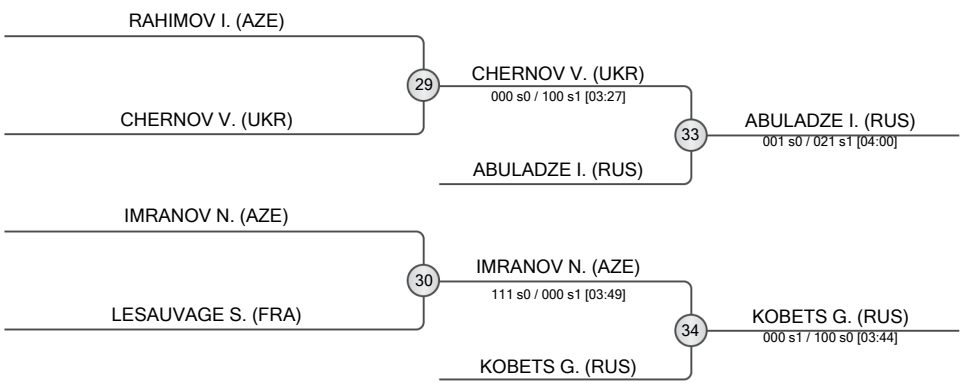 RAHIMOV I. (AZE)
29
CHERNOV V. (UKR)
000 s0 / 100 s1 [03:27]
CHERNOV V. (UKR)
33
ABULADZE I. (RUS)
001 s0 / 021 s1 [04:00]
ABULADZE I. (RUS)
IMRANOV N. (AZE)
30
IMRANOV N. (AZE)
111 s0 / 000 s1 [03:49]
LESAUVAGE S. (FRA)
34
KOBETS G. (RUS)
000 s1 / 100 s0 [03:44]
KOBETS G. (RUS)